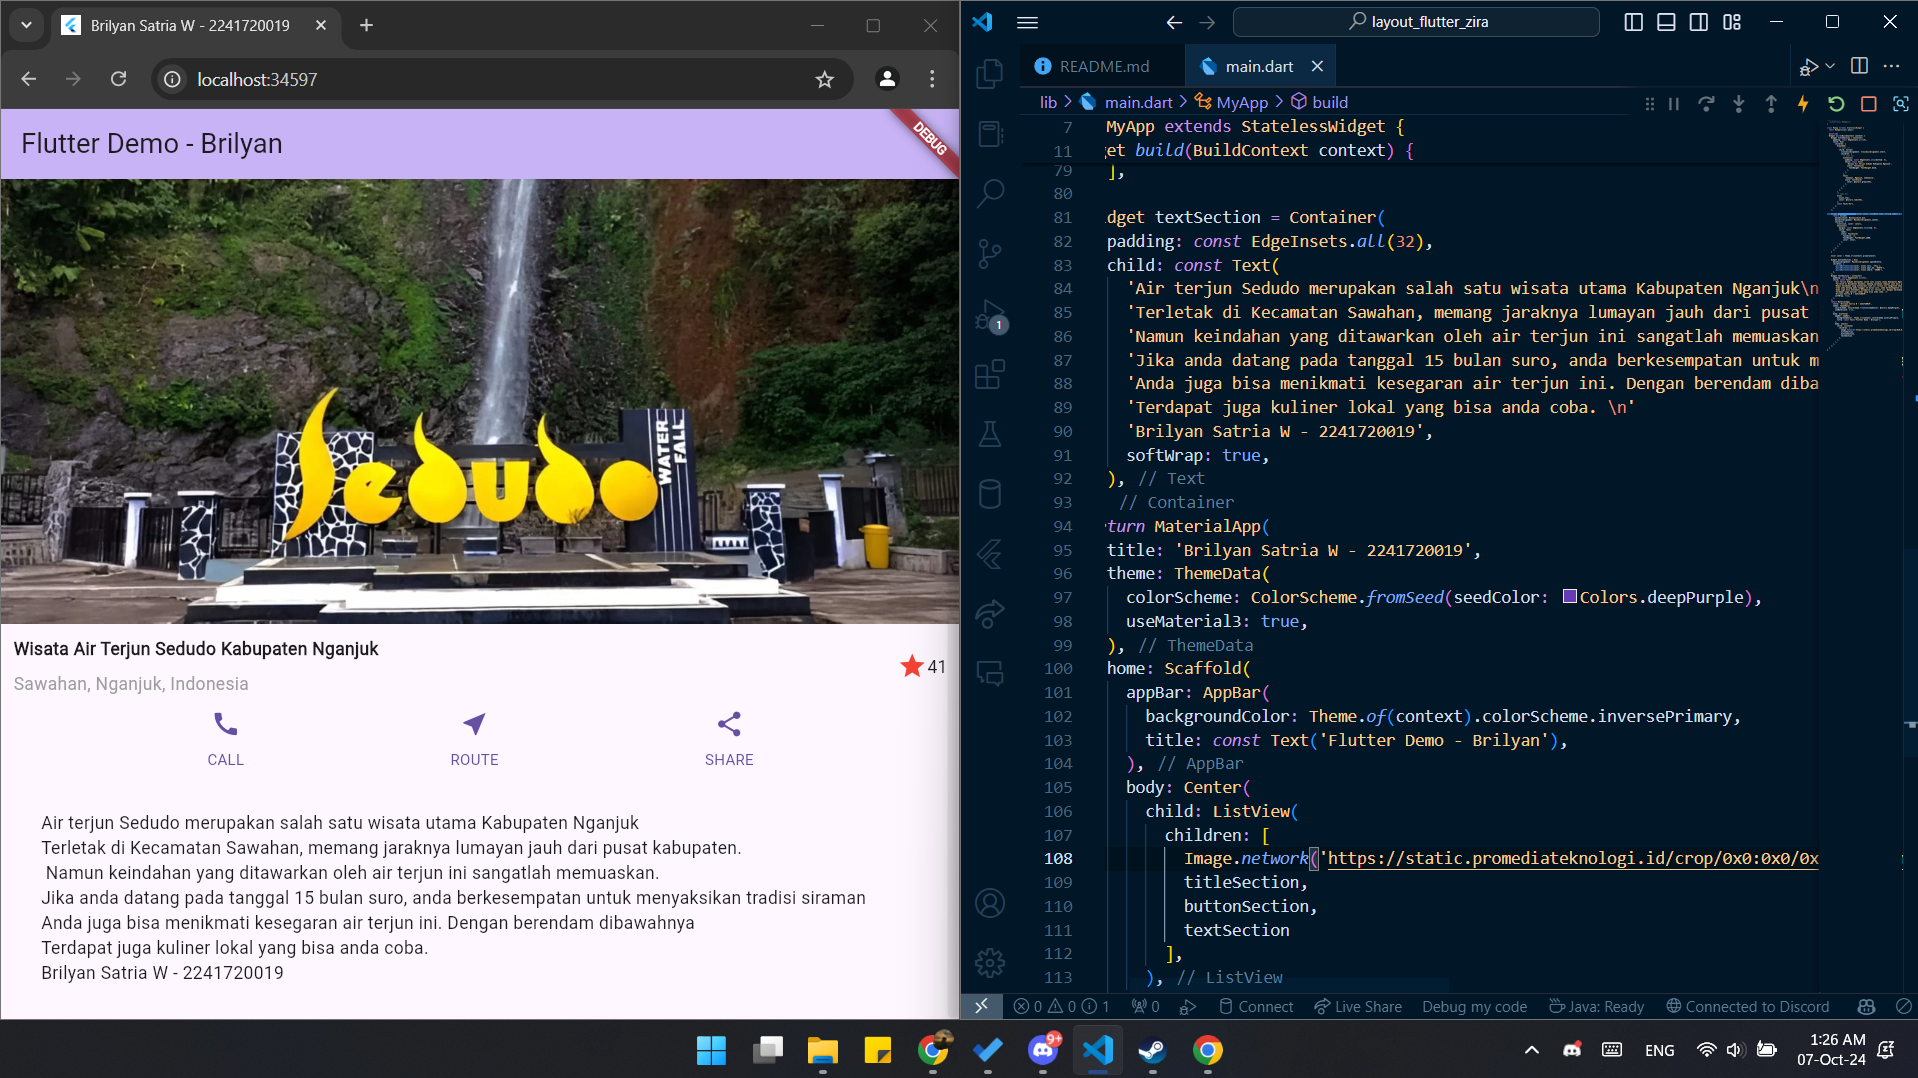 Brilyan Satria W - 2241720019
localhost:34597
Flutter Demo - Brilyan
DEBUG
Sedudo
WATER
FALL
Wisata Air Terjun Sedudo Kabupaten Nganjuk
Sawahan, Nganjuk, Indonesia
41
CALL
ROUTE
SHARE
Air terjun Sedudo merupakan salah satu wisata utama Kabupaten Nganjuk
Terletak di Kecamatan Sawahan, memang jaraknya lumayan jauh dari pusat kabupaten.
Namun keindahan yang ditawarkan oleh air terjun ini sangatlah memuaskan.
Jika anda datang pada tanggal 15 bulan suro, anda berkesempatan untuk menyaksikan tradisi siraman
Anda juga bisa menikmati kesegaran air terjun ini. Dengan berendam dibawahnya
Terdapat juga kuliner lokal yang bisa anda coba.
Brilyan Satria W - 2241720019
layout_flutter_zira
README.md
main.dart
lib > main.dart > MyApp > build
7 MyApp extends StatelessWidget {
11 get build(BuildContext context) {
79 ],
80
81 dget textSection = Container(
82 padding: const EdgeInsets.all(32),
83 child: const Text(
84 'Air terjun Sedudo merupakan salah satu wisata utama Kabupaten Nganjuk\n
85 'Terletak di Kecamatan Sawahan, memang jaraknya lumayan jauh dari pusat
86 'Namun keindahan yang ditawarkan oleh air terjun ini sangatlah memuaskan
87 'Jika anda datang pada tanggal 15 bulan suro, anda berkesempatan untuk m
88 'Anda juga bisa menikmati kesegaran air terjun ini. Dengan berendam diba
89 'Terdapat juga kuliner lokal yang bisa anda coba. \n'
90 'Brilyan Satria W - 2241720019',
91 softWrap: true,
92 ), // Text
93 // Container
94 turn MaterialApp(
95 title: 'Brilyan Satria W - 2241720019',
96 theme: ThemeData(
97 colorScheme: ColorScheme.fromSeed(seedColor: Colors.deepPurple),
98 useMaterial3: true,
99 ), // ThemeData
100 home: Scaffold(
101 appBar: AppBar(
102 backgroundColor: Theme.of(context).colorScheme.inversePrimary,
103 title: const Text('Flutter Demo - Brilyan'),
104 ), // AppBar
105 body: Center(
106 child: ListView(
107 children: [
108 Image.network('https://static.promediateknologi.id/crop/0x0:0x0/0x
109 titleSection,
110 buttonSection,
111 textSection
112 ],
113 ), // ListView
1
0 0 1 0 Connect Live Share Debug my code Java: Ready Connected to Discord
9+
ENG
1:26 AM
07-Oct-24